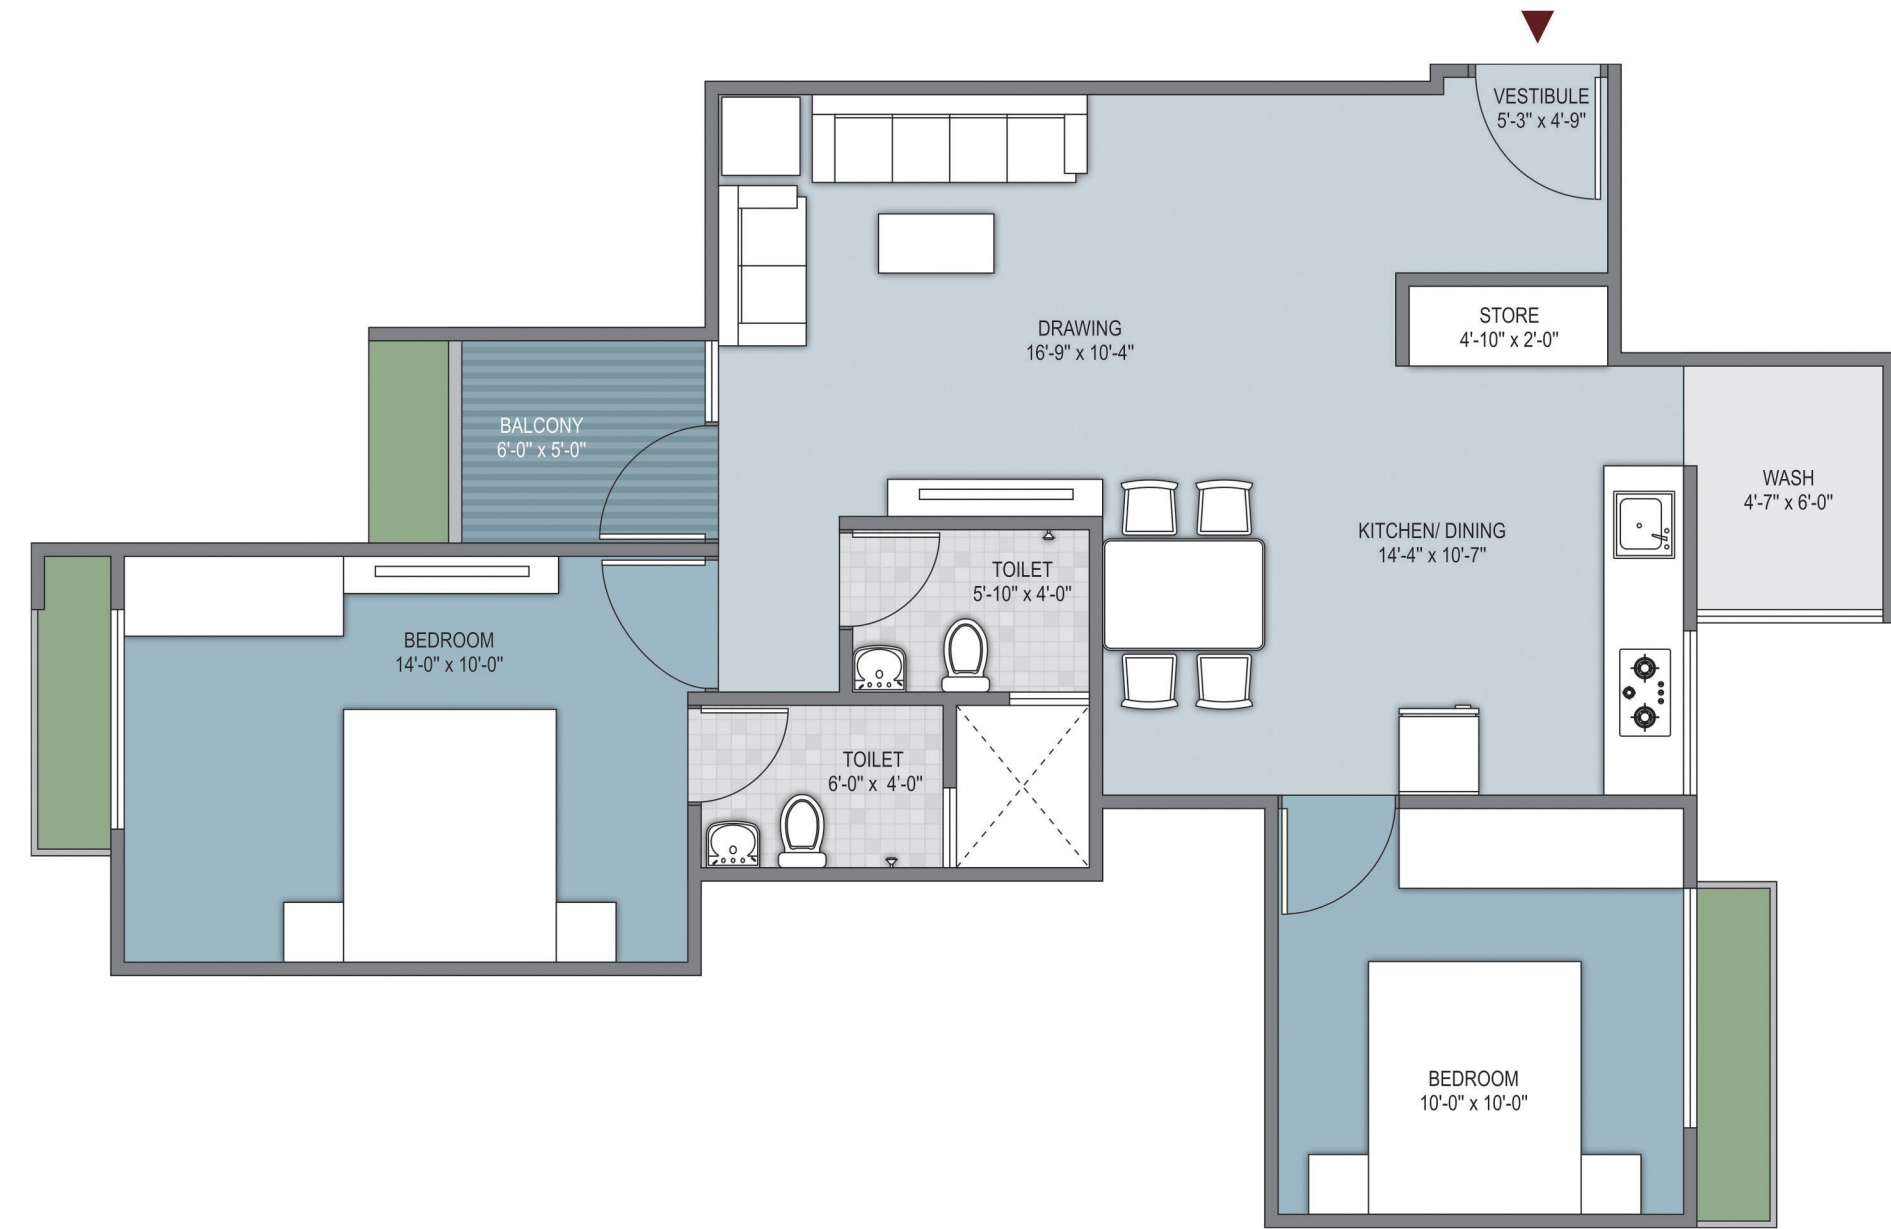 VESTIBULE
5'-3" x 4'-9"
STORE
4'-10" x 2'-0"
DRAWING
16'-9" x 10'-4"
BALCONY
6'-0" x 5'-0"
WASH
4'-7" x 6'-0"
KITCHEN/ DINING
14'-4" x 10'-7"
TOILET
5'-10" x 4'-0"
BEDROOM
14'-0" x 10'-0"
TOILET
6'-0" x 4'-0"
BEDROOM
10'-0" x 10'-0"